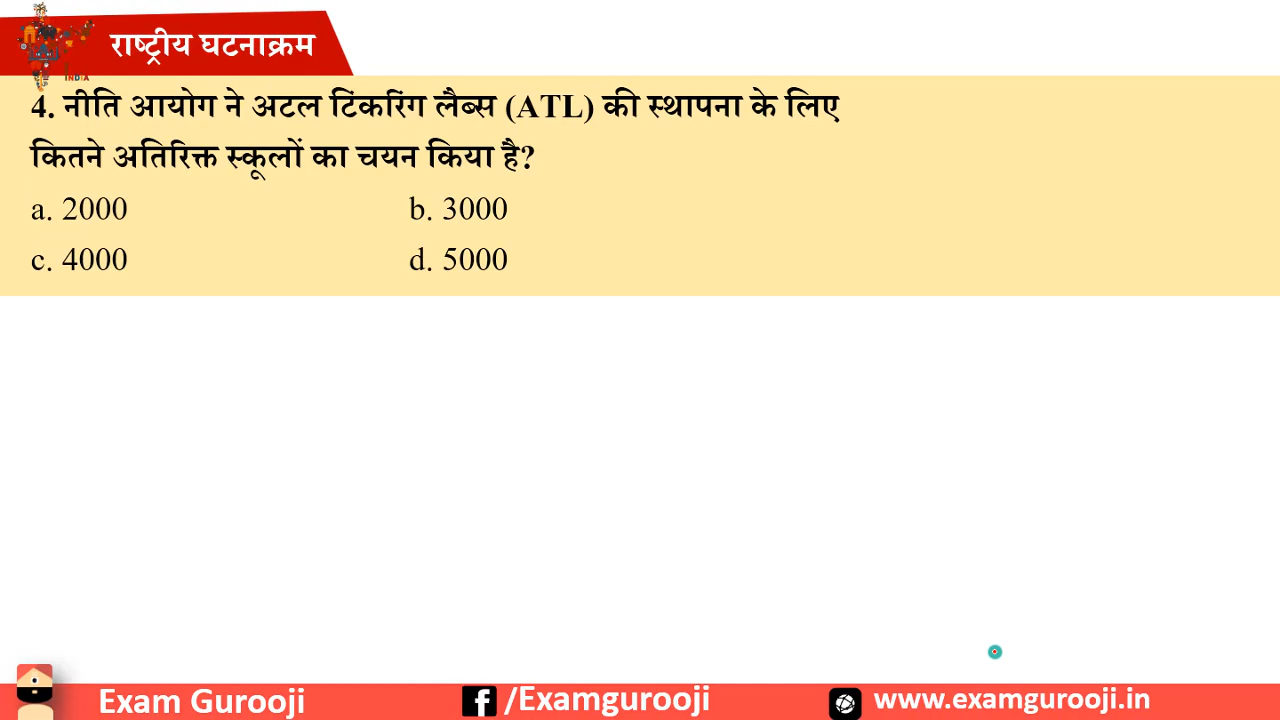 राष्ट्रीय घटनाक्रम
INDIA
4. नीति आयोग ने अटल टिंकरिंग लैब्स (ATL) की स्थापना के लिए
कितने अतिरिक्त स्कूलों का चयन किया है?
a. 2000 b. 3000
c. 4000 d. 5000
Exam Gurooji /Examgurooji www.examgurooji.in